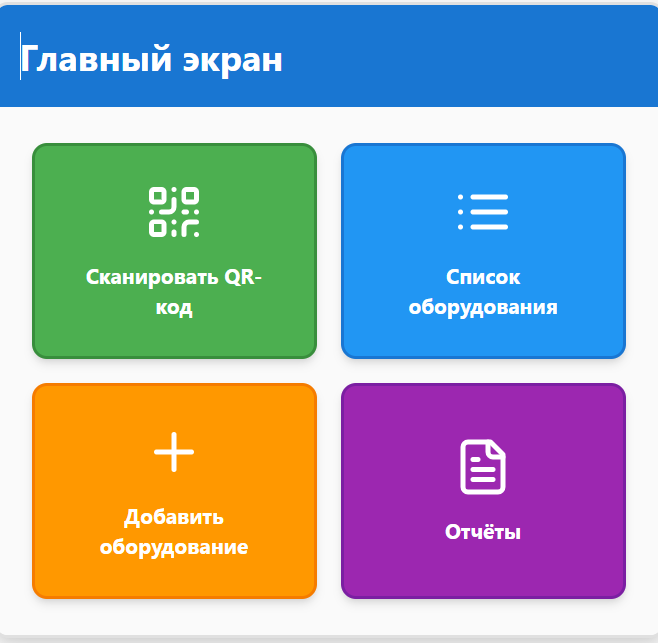 Главный экран
Сканировать QR-
код
Список
оборудования
Добавить
оборудование
Отчёты